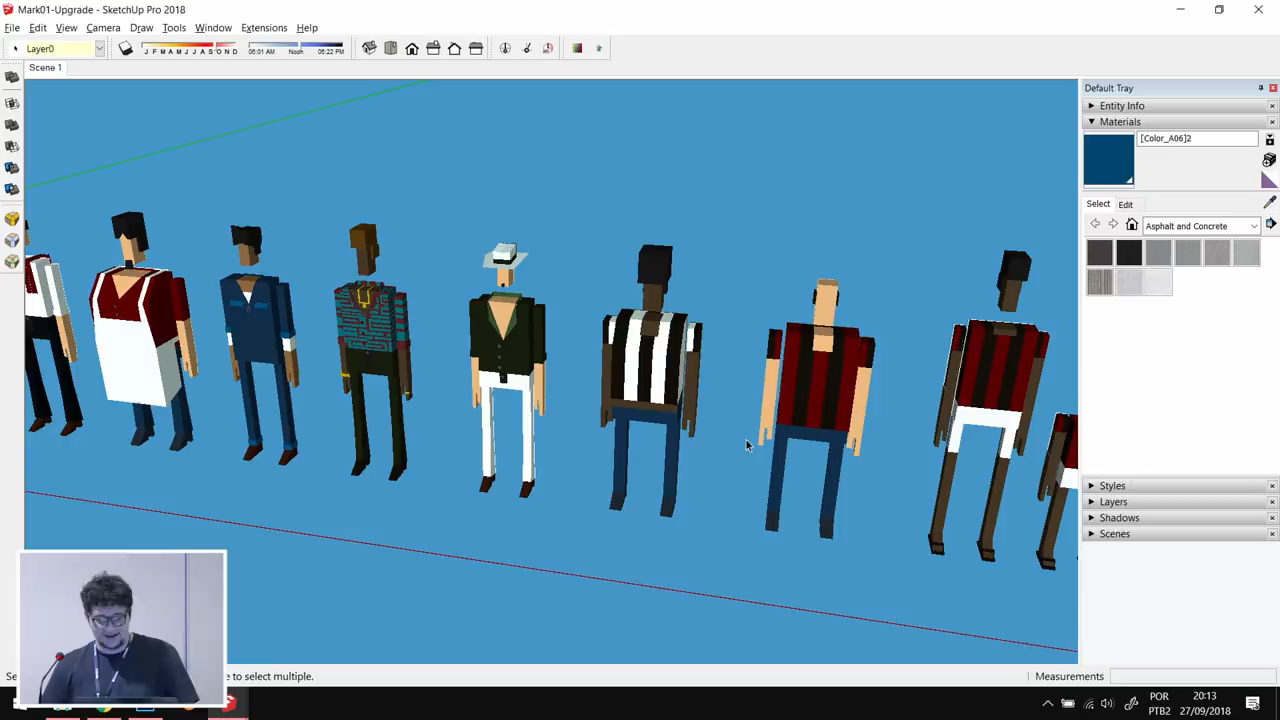 Mark01-Upgrade - SketchUp Pro 2018
File Edit View Camera Draw Tools Window Extensions Help
Layer0
J F M A M J J A S O N D
06:01 AM Noon 06:22 PM
Scene 1
Default Tray
Entity Info
Materials
[Color_A06]2
Select Edit
Asphalt and Concrete
Styles
Layers
Shadows
Scenes
to select multiple.
Measurements
POR
PTB2
20:13
27/09/2018